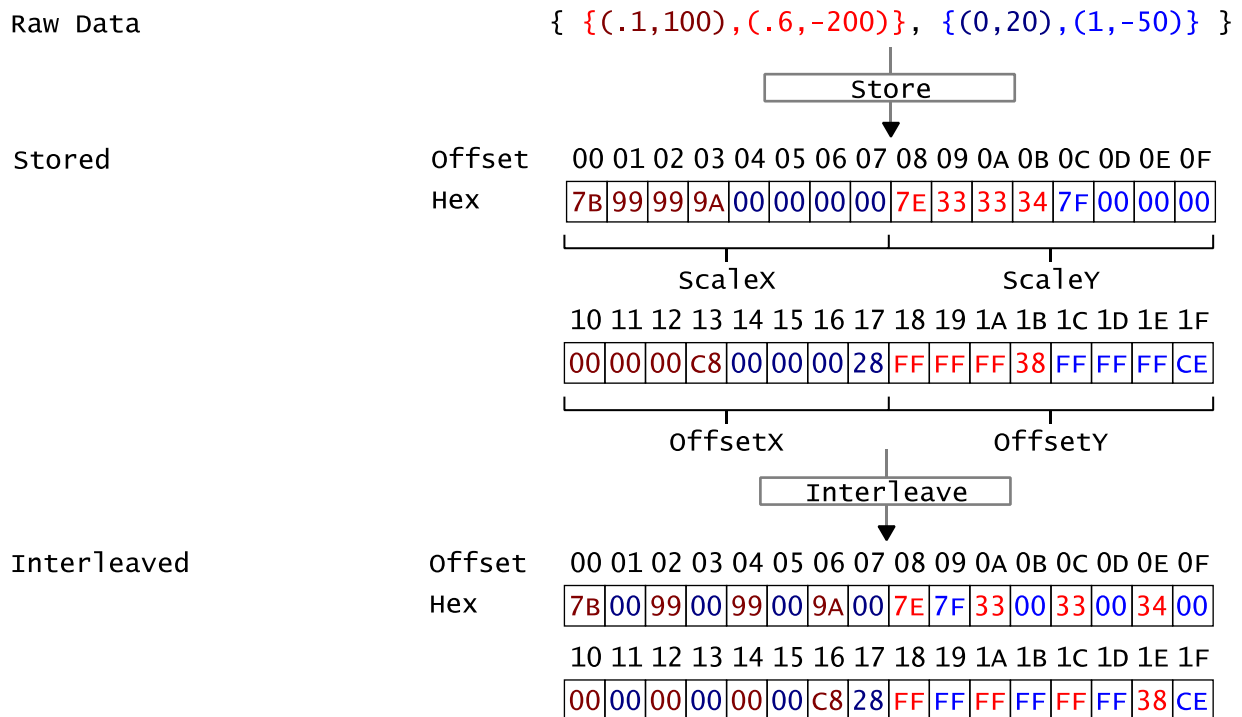 Raw Data { {(.1,100),(.6,-200)}, {(0,20),(1,-50)} }
Store
Stored Offset 00 01 02 03 04 05 06 07 08 09 0A 0B 0C 0D 0E 0F
Hex 7B 99 99 9A 00 00 00 00 7E 33 33 34 7F 00 00 00
ScaleX ScaleY
10 11 12 13 14 15 16 17 18 19 1A 1B 1C 1D 1E 1F
00 00 00 C8 00 00 00 28 FF FF FF 38 FF FF FF CE
OffsetX OffsetY
Interleave
Interleaved Offset 00 01 02 03 04 05 06 07 08 09 0A 0B 0C 0D 0E 0F
Hex 7B 00 99 00 99 00 9A 00 7E 7F 33 00 33 00 34 00
10 11 12 13 14 15 16 17 18 19 1A 1B 1C 1D 1E 1F
00 00 00 00 00 00 C8 28 FF FF FF FF FF FF 38 CE